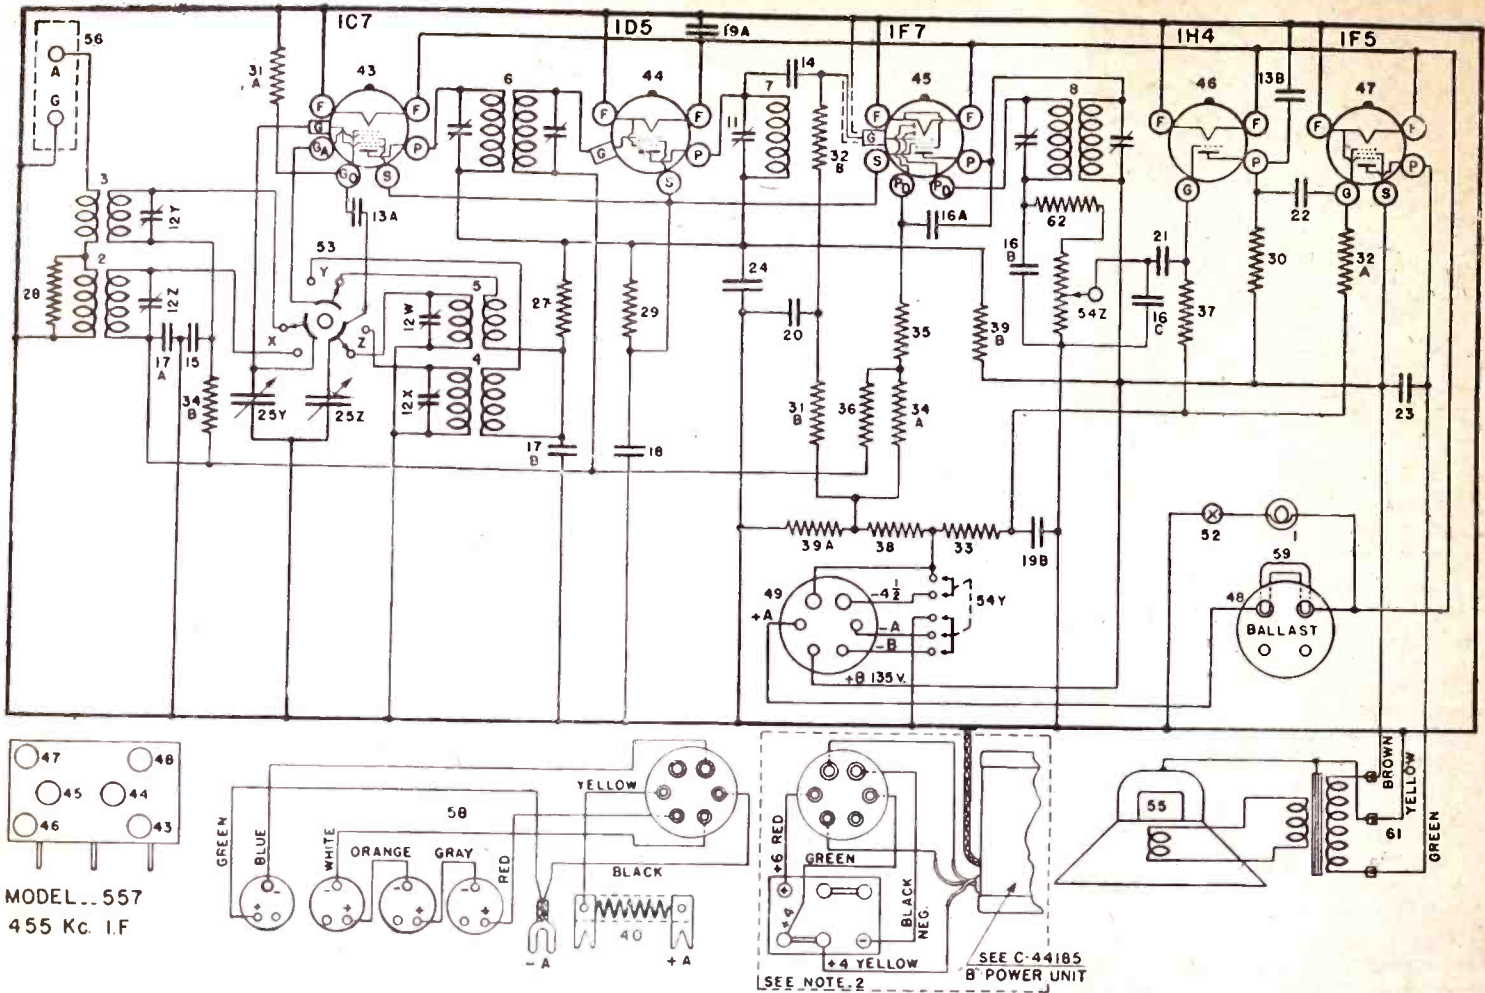 1C7
1D5
19A
1F7
1H4
1F5
56
A
G
31
A
43
6
44
7
14
45
8
46
13B
47
F
F
G
GA
P
GO
S
F
F
G
P
S
11
32
B
F
F
G
S
P
PD
PD
F
F
P
G
F
F
P
G
S
3
12Y
13A
53
16A
62
22
2
28
12Z
Y
X
Z
5
12W
27
29
24
16
B
21
30
32
A
20
35
39
B
54Z
16
C
37
17
A
15
34
B
25Y
25Z
4
12X
31
B
36
34
A
23
17
B
18
39A
38
33
19B
52
1
59
49
-4 1/2
54Y
+A
-A
-B
+B 135 V.
48
BALLAST
47
48
45
44
46
43
MODEL__557
455 Kc. I.F
GREEN
BLUE
WHITE
58
ORANGE
GRAY
RED
YELLOW
BLACK
-
+
-
+
-
+
-
+
40
-A
+A
+6 RED
GREEN
BLACK
NEG.
+
+4
-
+4 YELLOW
SEE NOTE.2
SEE C-44185
B POWER UNIT
55
BROWN
YELLOW
61
GREEN